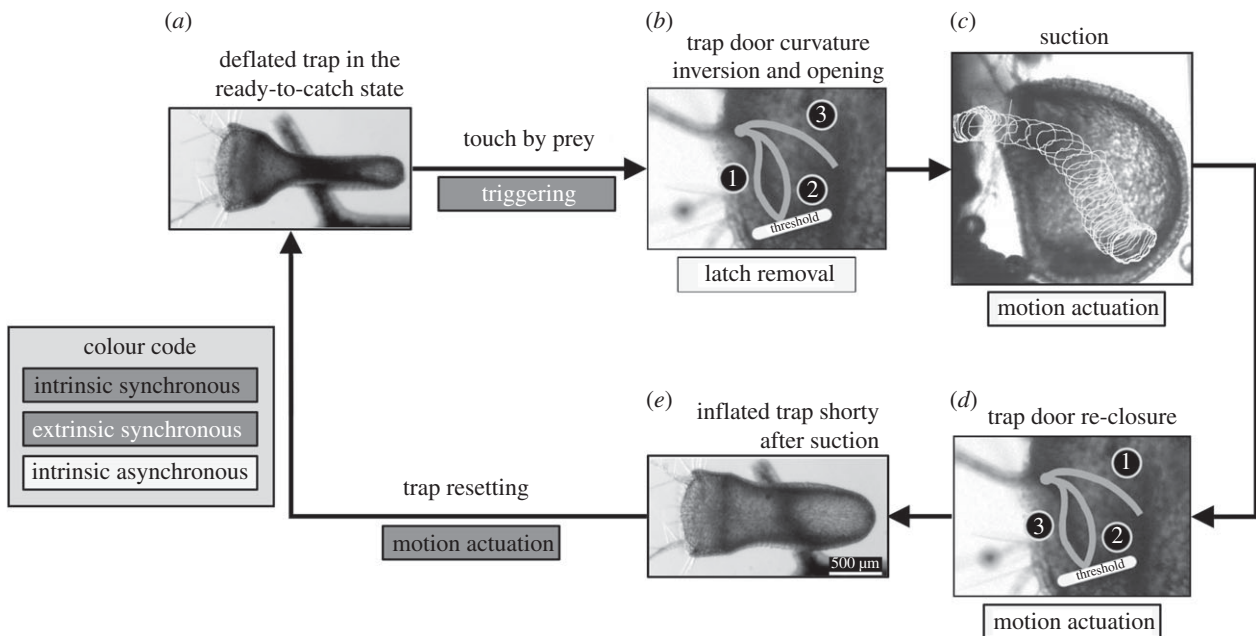 (a)
deflated trap in the
ready-to-catch state
touch by prey
triggering
(b)
trap door curvature
inversion and opening
3
1
2
threshold
latch removal
(c)
suction
motion actuation
colour code
intrinsic synchronous
extrinsic synchronous
intrinsic asynchronous
trap resetting
motion actuation
(e)
inflated trap shorty
after suction
500 µm
(d)
trap door re-closure
1
3
2
threshold
motion actuation